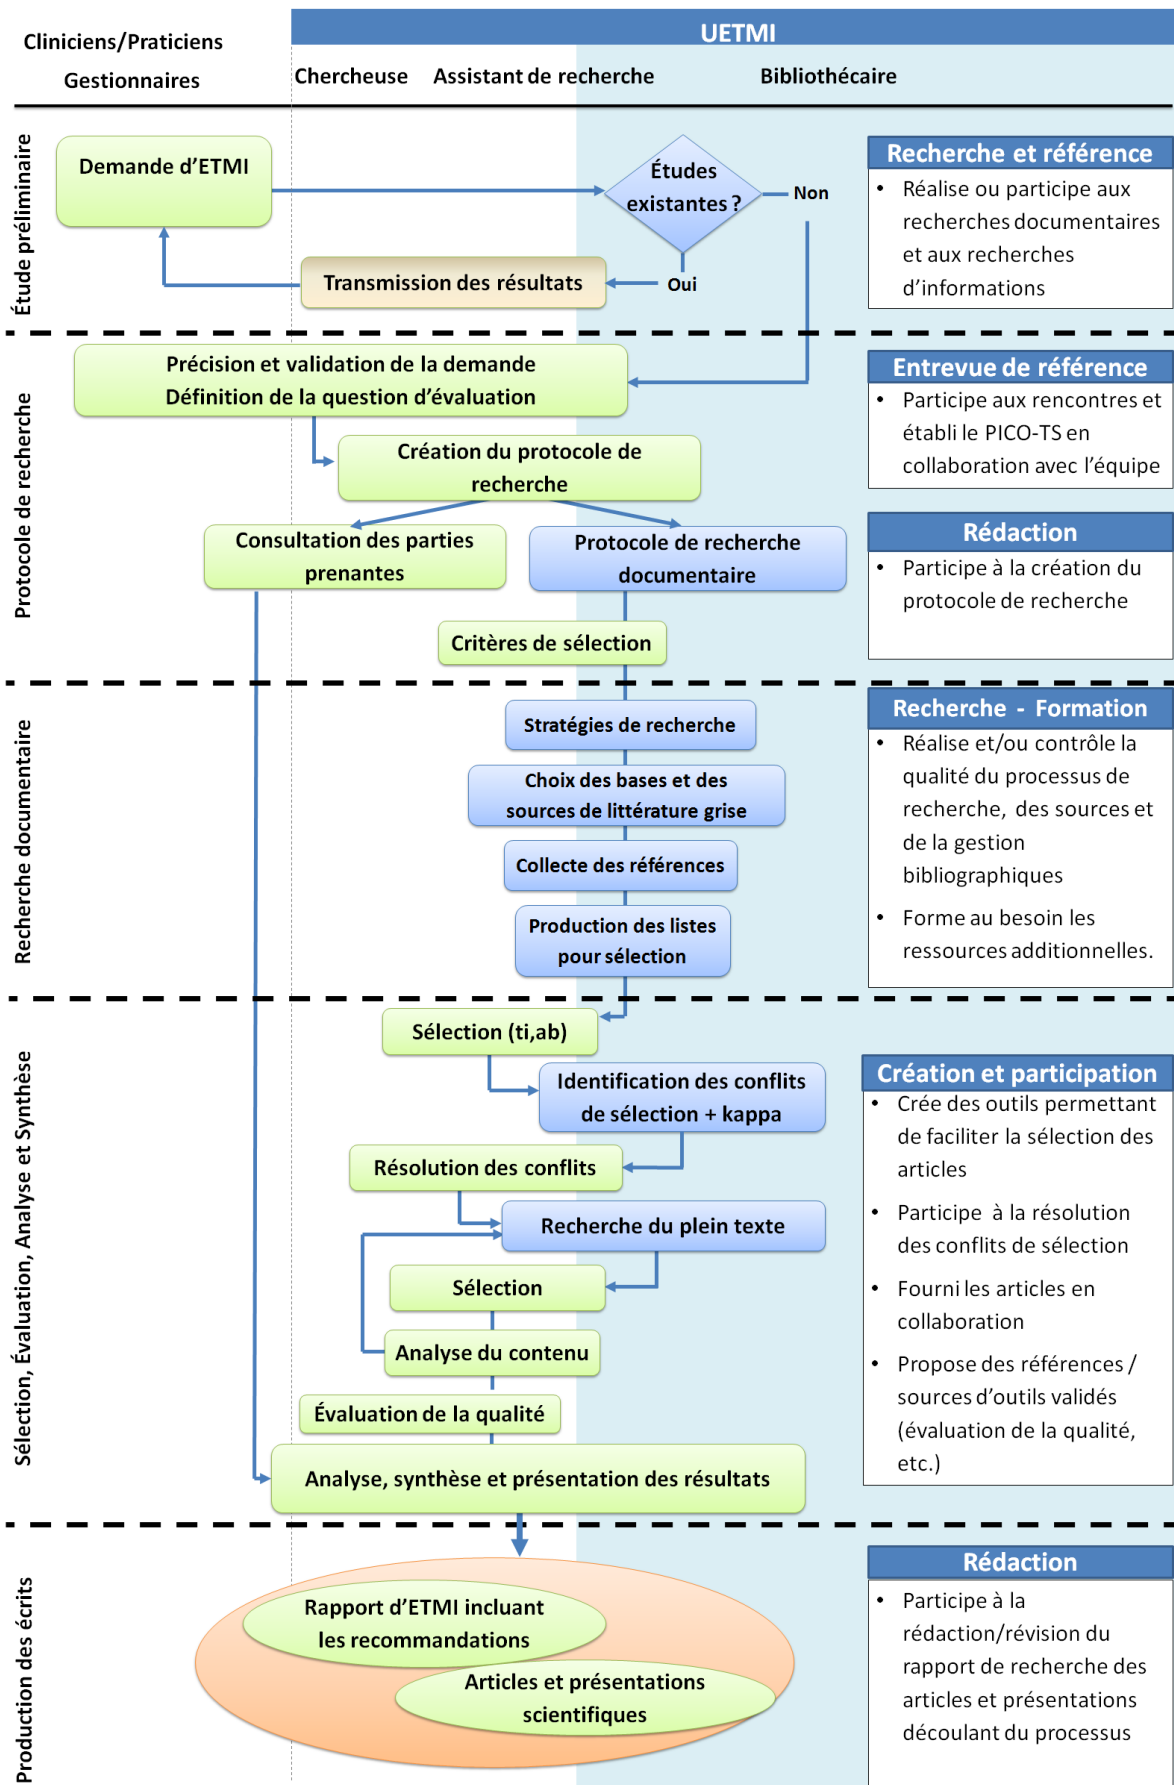 UETMI
Cliniciens/Praticiens
Gestionnaires
Chercheuse
Assistant de recherche
Bibliothécaire
Étude préliminaire
Demande d'ETMI
Études
existantes ?
Non
Oui
Transmission des résultats
Recherche et référence
• Réalise ou participe aux
recherches documentaires
et aux recherches
d'informations
Protocole de recherche
Précision et validation de la demande
Définition de la question d'évaluation
Création du protocole de
recherche
Consultation des parties
prenantes
Protocole de recherche
documentaire
Critères de sélection
Entrevue de référence
• Participe aux rencontres et
établi le PICO-TS en
collaboration avec l'équipe
Rédaction
• Participe à la création du
protocole de recherche
Recherche documentaire
Stratégies de recherche
Choix des bases et des
sources de littérature grise
Collecte des références
Production des listes
pour sélection
Recherche - Formation
• Réalise et/ou contrôle la
qualité du processus de
recherche, des sources et
de la gestion
bibliographiques
• Forme au besoin les
ressources additionnelles.
Sélection, Évaluation, Analyse et Synthèse
Sélection (ti,ab)
Identification des conflits
de sélection + kappa
Résolution des conflits
Recherche du plein texte
Sélection
Analyse du contenu
Évaluation de la qualité
Analyse, synthèse et présentation des résultats
Création et participation
• Crée des outils permettant
de faciliter la sélection des
articles
• Participe à la résolution
des conflits de sélection
• Fourni les articles en
collaboration
• Propose des références /
sources d'outils validés
(évaluation de la qualité,
etc.)
Production des écrits
Rapport d'ETMI incluant
les recommandations
Articles et présentations
scientifiques
Rédaction
• Participe à la
rédaction/révision du
rapport de recherche des
articles et présentations
découlant du processus